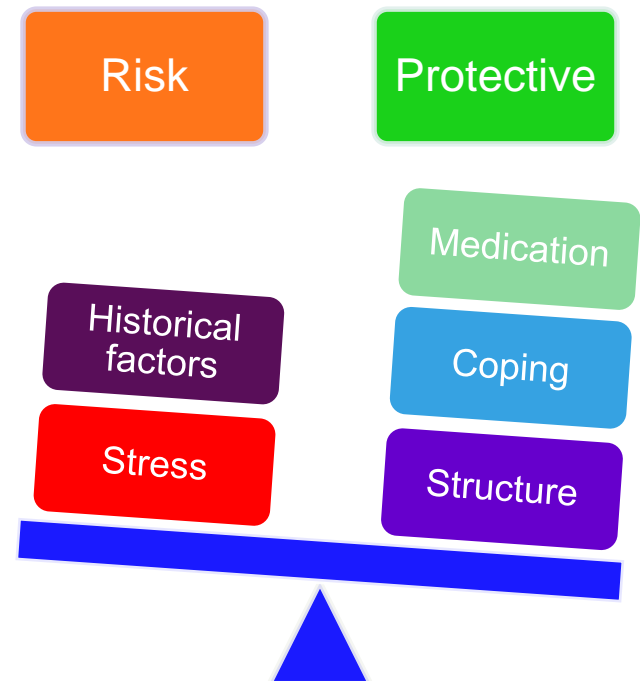 Risk
Protective
Medication
Historical
factors
Coping
Stress
Structure